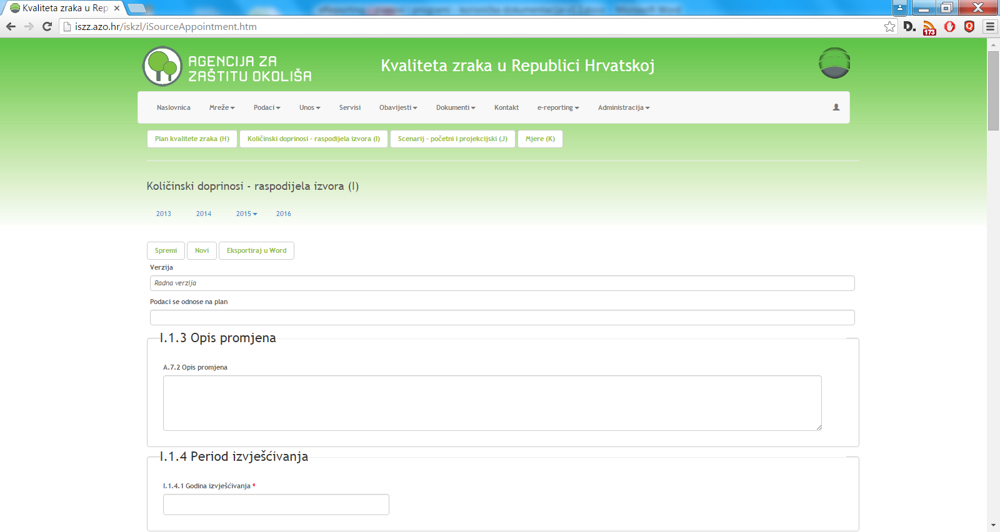 Kvaliteta zraka u Rep
iszz.azo.hr/iskzl/iSourceAppointment.htm
D.
173
AGENCIJA ZA
ZAŠTITU OKOLIŠA
Kvaliteta zraka u Republici Hrvatskoj
Naslovnica Mreže Podaci Unos Servisi Obavijesti Dokumenti Kontakt e-reporting Administracija
Plan kvalitete zraka (H) Količinski doprinosi - raspodijela izvora (I) Scenarij - početni i projekcijski (J) Mjere (K)
Količinski doprinosi - raspodijela izvora (I)
2013 2014 2015 2016
Spremi Novi Eksportiraj u Word
Verzija
Radna verzija
Podaci se odnose na plan
I.1.3 Opis promjena
A.7.2 Opis promjena
I.1.4 Period izvješćivanja
I.1.4.1 Godina izvješćivanja *